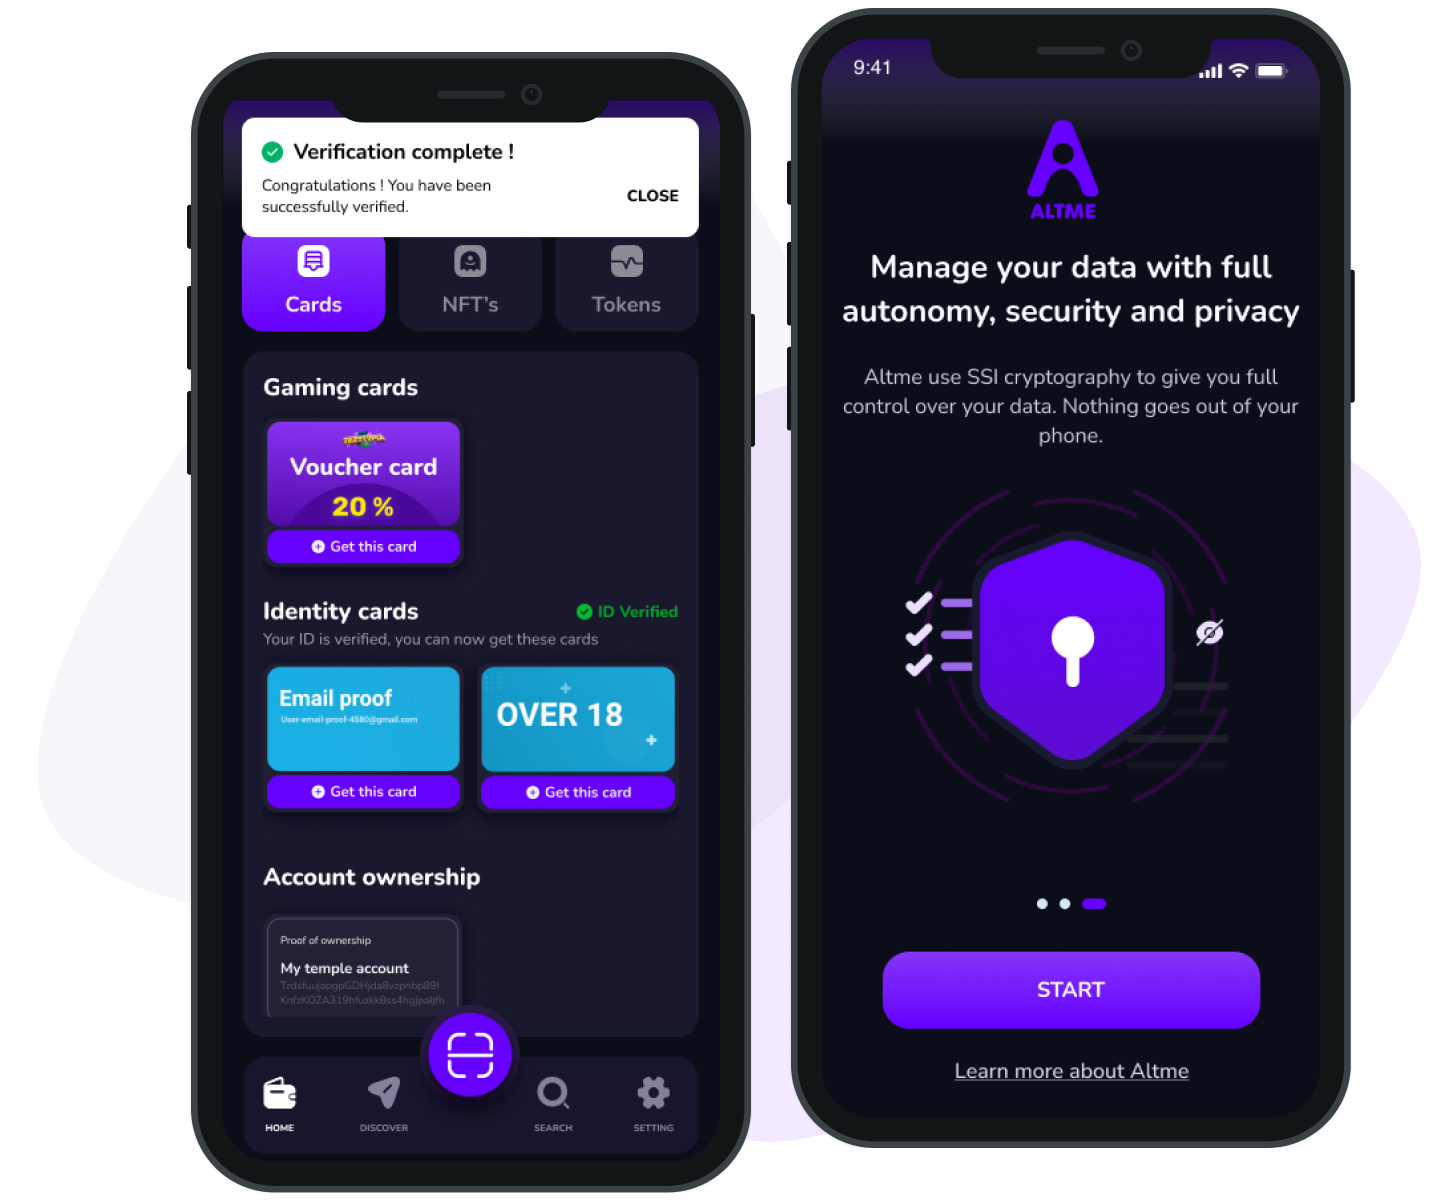 Verification complete !
Congratulations ! You have been
successfully verified.
CLOSE
Cards
NFT's
Tokens
Gaming cards
TEZOTOPIA
Voucher card
20 %
Get this card
Identity cards
ID Verified
Your ID is verified, you can now get these cards
Email proof
User-email-proof-4580@gmail.com
OVER 18
Get this card
Get this card
Account ownership
Proof of ownership
My temple account
HOME
DISCOVER
SEARCH
SETTING
9:41
ALTME
Manage your data with full
autonomy, security and privacy
Altme use SSI cryptography to give you full
control over your data. Nothing goes out of your
phone.
START
Learn more about Altme